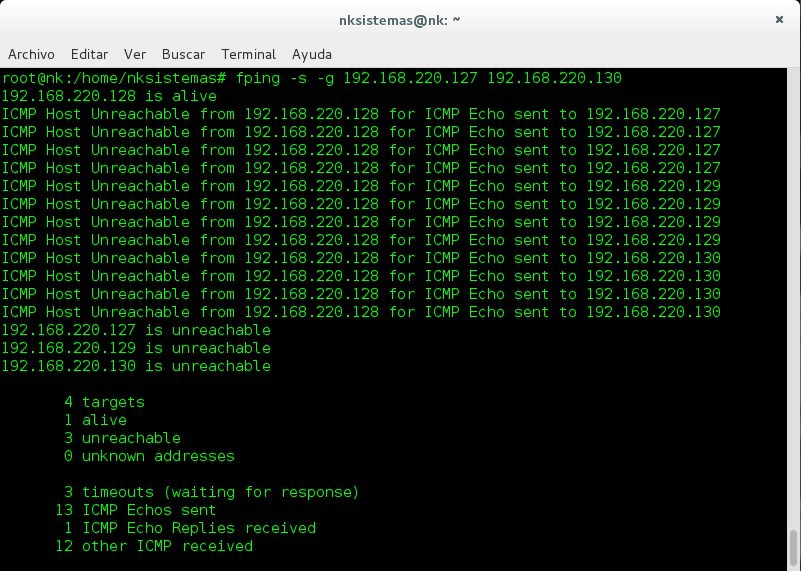 nksistemas@nk: ~
Archivo Editar Ver Buscar Terminal Ayuda
root@nk:/home/nksistemas# fping -s -g 192.168.220.127 192.168.220.130
192.168.220.128 is alive
ICMP Host Unreachable from 192.168.220.128 for ICMP Echo sent to 192.168.220.127
ICMP Host Unreachable from 192.168.220.128 for ICMP Echo sent to 192.168.220.127
ICMP Host Unreachable from 192.168.220.128 for ICMP Echo sent to 192.168.220.127
ICMP Host Unreachable from 192.168.220.128 for ICMP Echo sent to 192.168.220.127
ICMP Host Unreachable from 192.168.220.128 for ICMP Echo sent to 192.168.220.129
ICMP Host Unreachable from 192.168.220.128 for ICMP Echo sent to 192.168.220.129
ICMP Host Unreachable from 192.168.220.128 for ICMP Echo sent to 192.168.220.129
ICMP Host Unreachable from 192.168.220.128 for ICMP Echo sent to 192.168.220.129
ICMP Host Unreachable from 192.168.220.128 for ICMP Echo sent to 192.168.220.130
ICMP Host Unreachable from 192.168.220.128 for ICMP Echo sent to 192.168.220.130
ICMP Host Unreachable from 192.168.220.128 for ICMP Echo sent to 192.168.220.130
ICMP Host Unreachable from 192.168.220.128 for ICMP Echo sent to 192.168.220.130
192.168.220.127 is unreachable
192.168.220.129 is unreachable
192.168.220.130 is unreachable
4 targets
1 alive
3 unreachable
0 unknown addresses
3 timeouts (waiting for response)
13 ICMP Echos sent
1 ICMP Echo Replies received
12 other ICMP received